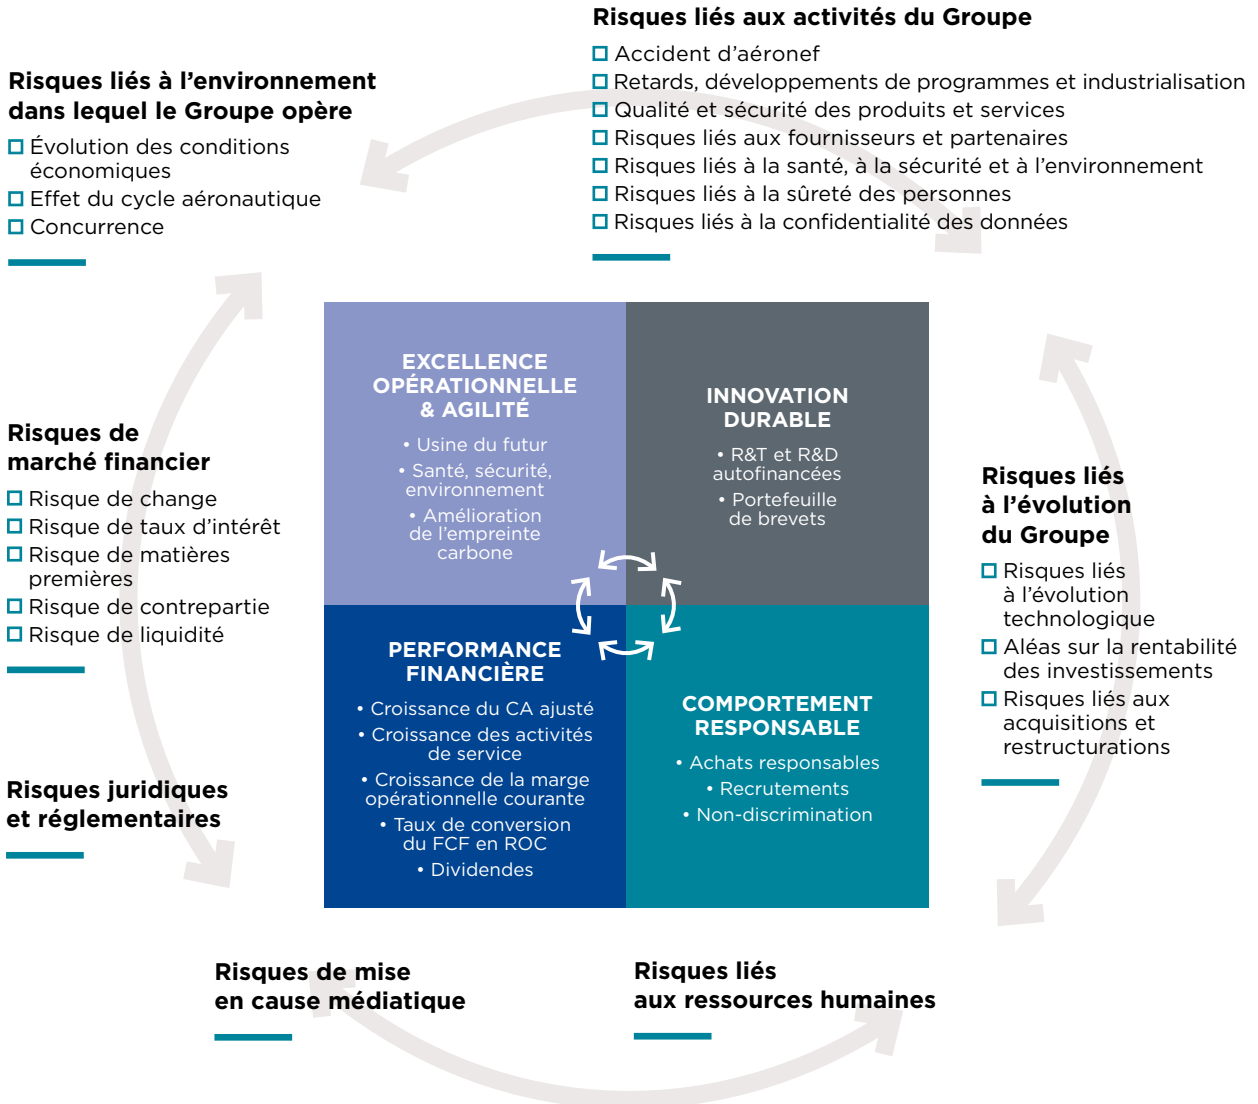 Risques liés aux activités du Groupe
☐ Accident d’aéronef
☐ Retards, développements de programmes et industrialisation
☐ Qualité et sécurité des produits et services
☐ Risques liés aux fournisseurs et partenaires
☐ Risques liés à la santé, à la sécurité et à l’environnement
☐ Risques liés à la sûreté des personnes
☐ Risques liés à la confidentialité des données
Risques liés à l’environnement
dans lequel le Groupe opère
☐ Évolution des conditions
économiques
☐ Effet du cycle aéronautique
☐ Concurrence
EXCELLENCE
OPÉRATIONNELLE
& AGILITÉ
• Usine du futur
• Santé, sécurité,
environnement
• Amélioration
de l’empreinte
carbone
INNOVATION
DURABLE
• R&T et R&D
autofinancées
• Portefeuille
de brevets
Risques de
marché financier
☐ Risque de change
☐ Risque de taux d’intérêt
☐ Risque de matières
premières
☐ Risque de contrepartie
☐ Risque de liquidité
Risques liés
à l’évolution
du Groupe
☐ Risques liés
à l’évolution
technologique
☐ Aléas sur la rentabilité
des investissements
☐ Risques liés aux
acquisitions et
restructurations
PERFORMANCE
FINANCIÈRE
• Croissance du CA ajusté
• Croissance des activités
de service
• Croissance de la marge
opérationnelle courante
• Taux de conversion
du FCF en ROC
• Dividendes
COMPORTEMENT
RESPONSABLE
• Achats responsables
• Recrutements
• Non-discrimination
Risques juridiques
et réglementaires
Risques de mise
en cause médiatique
Risques liés
aux ressources humaines